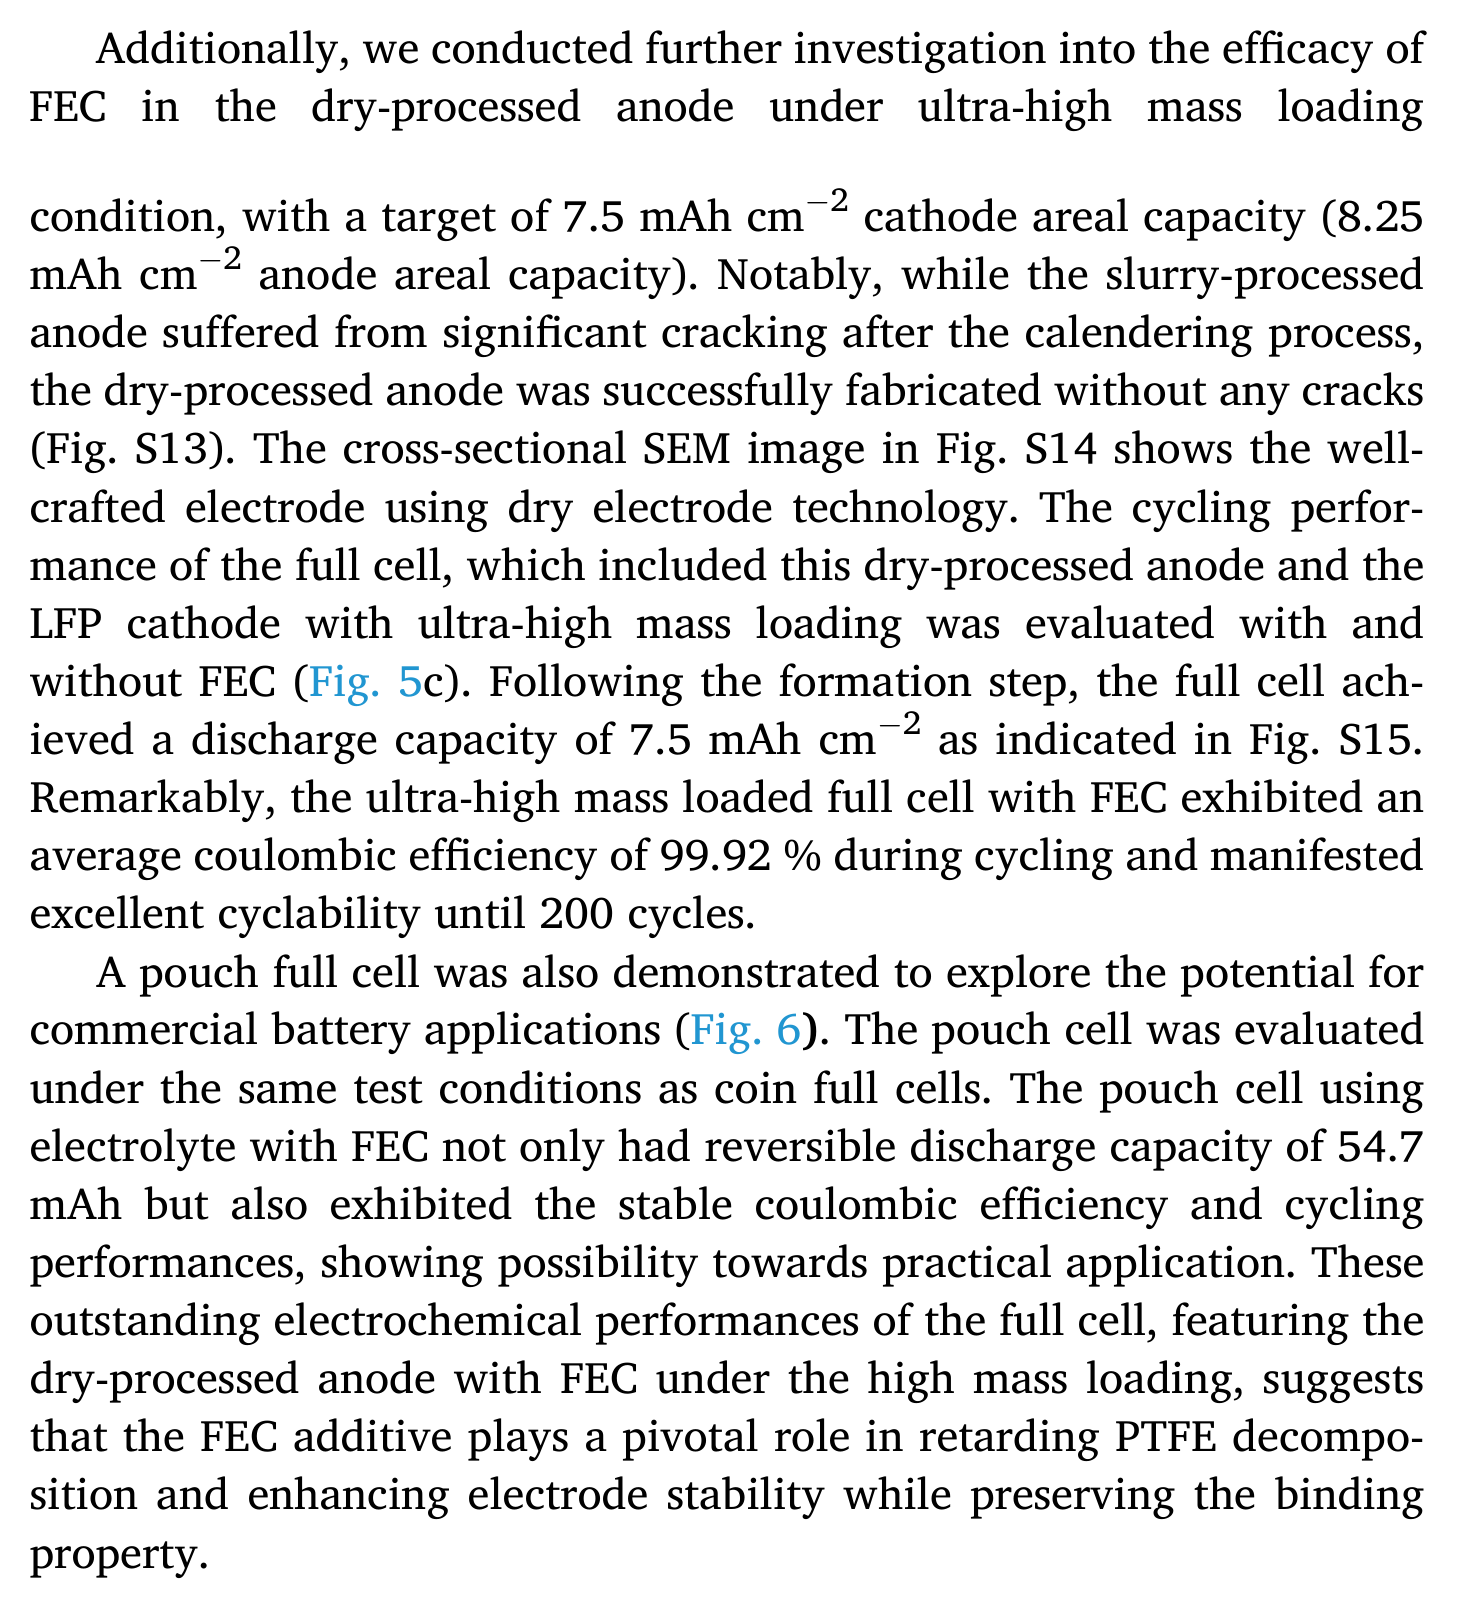 Additionally, we conducted further investigation into the efficacy of
FEC in the dry-processed anode under ultra-high mass loading
condition, with a target of 7.5 mAh cm⁻² cathode areal capacity (8.25
mAh cm⁻² anode areal capacity). Notably, while the slurry-processed
anode suffered from significant cracking after the calendering process,
the dry-processed anode was successfully fabricated without any cracks
(Fig. S13). The cross-sectional SEM image in Fig. S14 shows the well-
crafted electrode using dry electrode technology. The cycling perfor-
mance of the full cell, which included this dry-processed anode and the
LFP cathode with ultra-high mass loading was evaluated with and
without FEC (Fig. 5c). Following the formation step, the full cell ach-
ieved a discharge capacity of 7.5 mAh cm⁻² as indicated in Fig. S15.
Remarkably, the ultra-high mass loaded full cell with FEC exhibited an
average coulombic efficiency of 99.92 % during cycling and manifested
excellent cyclability until 200 cycles.
A pouch full cell was also demonstrated to explore the potential for
commercial battery applications (Fig. 6). The pouch cell was evaluated
under the same test conditions as coin full cells. The pouch cell using
electrolyte with FEC not only had reversible discharge capacity of 54.7
mAh but also exhibited the stable coulombic efficiency and cycling
performances, showing possibility towards practical application. These
outstanding electrochemical performances of the full cell, featuring the
dry-processed anode with FEC under the high mass loading, suggests
that the FEC additive plays a pivotal role in retarding PTFE decompo-
sition and enhancing electrode stability while preserving the binding
property.